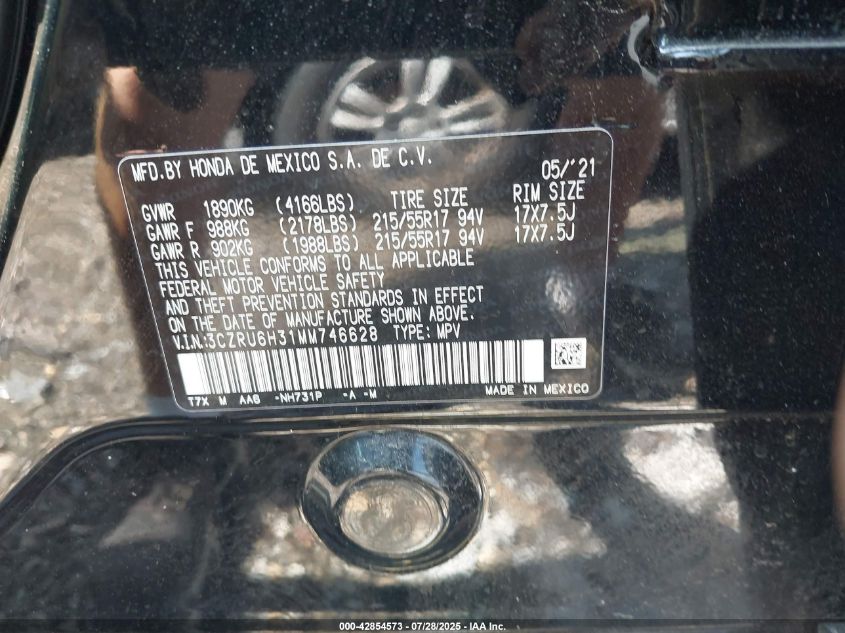 MFD.BY HONDA DE MEXICO S.A. DE C.V. 05/'21
GVWR 1890KG (4166LBS) TIRE SIZE RIM SIZE
GAWR F 988KG (2178LBS) 215/55R17 94V 17X7.5J
GAWR R 902KG (1988LBS) 215/55R17 94V 17X7.5J
THIS VEHICLE CONFORMS TO ALL APPLICABLE
FEDERAL MOTOR VEHICLE SAFETY
AND THEFT PREVENTION STANDARDS IN EFFECT
ON THE DATE OF MANUFACTURE SHOWN ABOVE.
V.I.N.:3CZRU6H31MM746628 TYPE: MPV
T7X M AA6 -NH731P -A -M MADE IN MEXICO
000-42854573 - 07/28/2025 - IAA Inc.